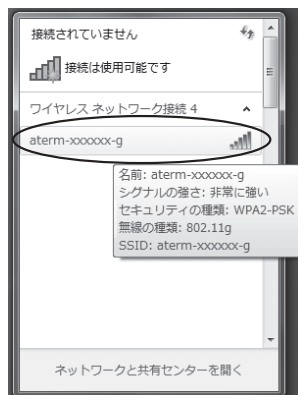 接続されていません
接続は使用可能です
ワイヤレス ネットワーク接続 4
aterm-xxxxxx-g
名前: aterm-xxxxxx-g
シグナルの強さ: 非常に強い
セキュリティの種類: WPA2-PSK
無線の種類: 802.11g
SSID: aterm-xxxxxx-g
ネットワークと共有センターを開く